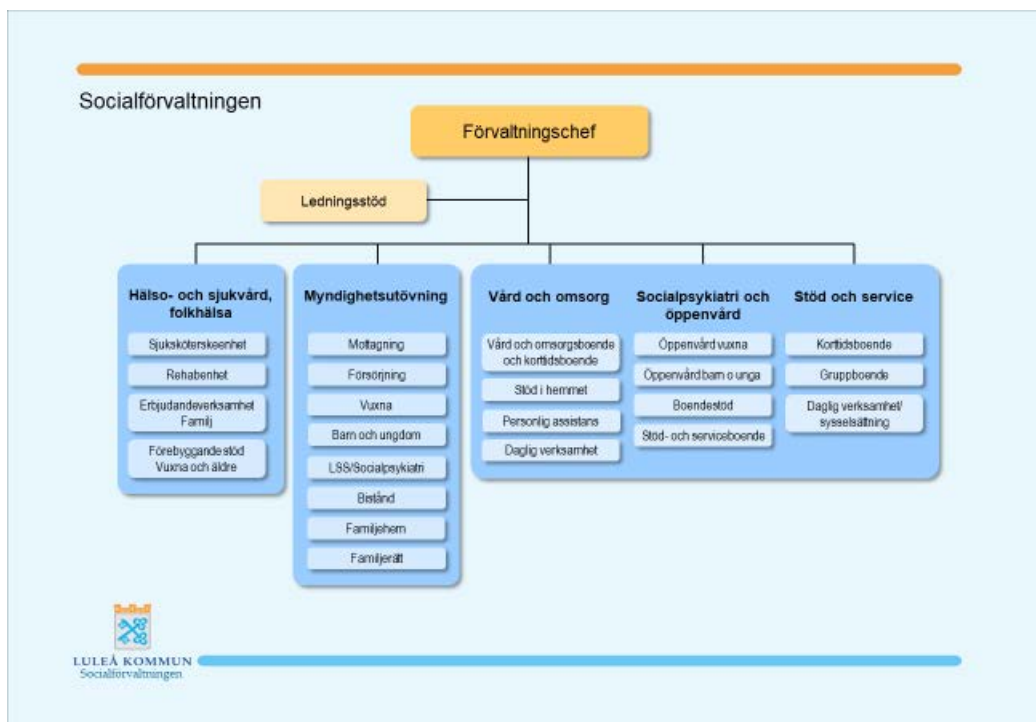 Socialförvaltningen
Förvaltningschef
Ledningsstöd
Hälso- och sjukvård,
folkhälsa
Sjuksköterskeenhet
Rehabenhet
Erbjudandeverksamhet
Familj
Förebyggande stöd
Vuxna och äldre
Myndighetsutövning
Mottagning
Försörjning
Vuxna
Barn och ungdom
LSS/Socialpsykiatri
Bistånd
Familjehem
Familjerätt
Vård och omsorg
Vård och omsorgsboende
och korttidsboende
Stöd i hemmet
Personlig assistans
Daglig verksamhet
Socialpsykiatri och
öppenvård
Öppenvård vuxna
Öppenvård barn o unga
Boendestöd
Stöd- och serviceboende
Stöd och service
Korttidsboende
Gruppboende
Daglig verksamhet/
sysselsättning
LULEÅ KOMMUN
Socialförvaltningen